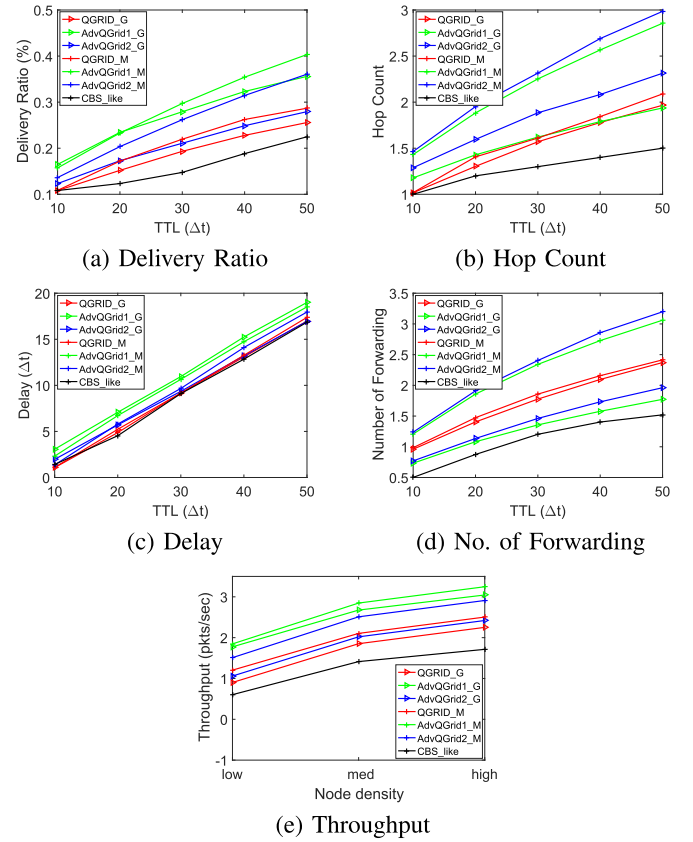 0.5
0.4
0.3
0.2
0.1
Delivery Ratio (%)
QGRID_G
AdvQGrid1_G
AdvQGrid2_G
QGRID_M
AdvQGrid1_M
AdvQGrid2_M
CBS_like
10 20 30 40 50
TTL (Δt)
(a) Delivery Ratio
3
2.5
2
1.5
1
Hop Count
QGRID_G
AdvQGrid1_G
AdvQGrid2_G
QGRID_M
AdvQGrid1_M
AdvQGrid2_M
CBS_like
10 20 30 40 50
TTL (Δt)
(b) Hop Count
20
15
10
5
0
Delay (Δt)
QGRID_G
AdvQGrid1_G
AdvQGrid2_G
QGRID_M
AdvQGrid1_M
AdvQGrid2_M
CBS_like
10 20 30 40 50
TTL (Δt)
(c) Delay
3.5
3
2.5
2
1.5
1
0.5
Number of Forwarding
QGRID_G
AdvQGrid1_G
AdvQGrid2_G
QGRID_M
AdvQGrid1_M
AdvQGrid2_M
CBS_like
10 20 30 40 50
TTL (Δt)
(d) No. of Forwarding
3
2
1
0
-1
Throughput (pkts/sec)
QGRID_G
AdvQGrid1_G
AdvQGrid2_G
QGRID_M
AdvQGrid1_M
AdvQGrid2_M
CBS_like
low med high
Node density
(e) Throughput